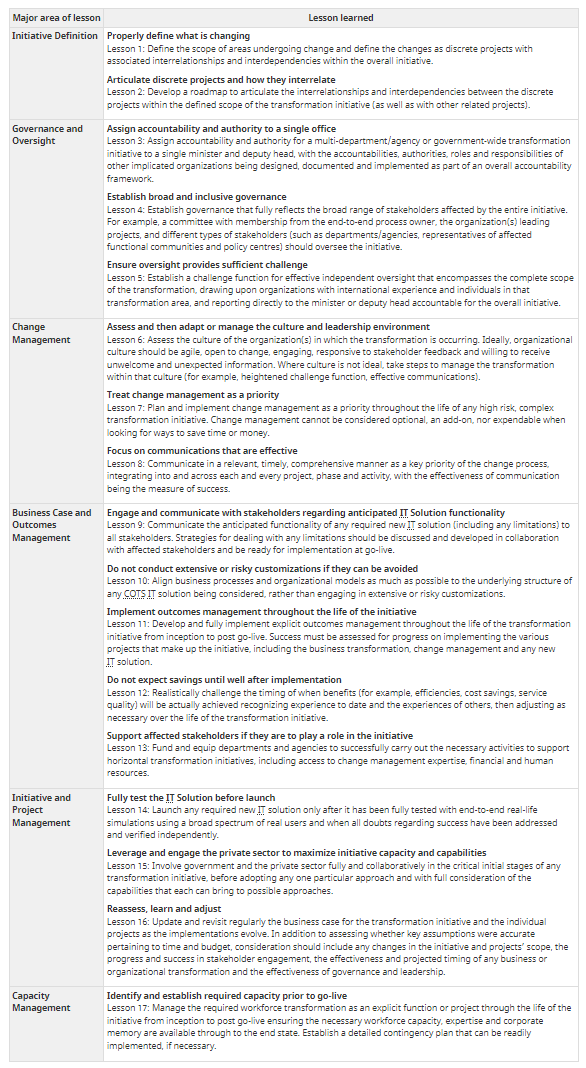 Major area of lesson
Lesson learned
Initiative Definition
Properly define what is changing
Lesson 1: Define the scope of areas undergoing change and define the changes as discrete projects with
associated interrelationships and interdependencies within the overall initiative.
Articulate discrete projects and how they interrelate
Lesson 2: Develop a roadmap to articulate the interrelationships and interdependencies between the discrete
projects within the defined scope of the transformation initiative (as well as with other related projects).
Governance and
Oversight
Assign accountability and authority to a single office
Lesson 3: Assign accountability and authority for a multi-department/agency or government-wide transformation
initiative to a single minister and deputy head, with the accountabilities, authorities, roles and responsibilities of
other implicated organizations being designed, documented and implemented as part of an overall accountability
framework.
Establish broad and inclusive governance
Lesson 4: Establish governance that fully reflects the broad range of stakeholders affected by the entire initiative.
For example, a committee with membership from the end-to-end process owner, the organization(s) leading
projects, and different types of stakeholders (such as departments/agencies, representatives of affected
functional communities and policy centres) should oversee the initiative.
Ensure oversight provides sufficient challenge
Lesson 5: Establish a challenge function for effective independent oversight that encompasses the complete scope
of the transformation, drawing upon organizations with international experience and individuals in that
transformation area, and reporting directly to the minister or deputy head accountable for the overall initiative.
Change
Management
Assess and then adapt or manage the culture and leadership environment
Lesson 6: Assess the culture of the organization(s) in which the transformation is occurring. Ideally, organizational
culture should be agile, open to change, engaging, responsive to stakeholder feedback and willing to receive
unwelcome and unexpected information. Where culture is not ideal, take steps to manage the transformation
within that culture (for example, heightened challenge function, effective communications).
Treat change management as a priority
Lesson 7: Plan and implement change management as a priority throughout the life of any high risk, complex
transformation initiative. Change management cannot be considered optional, an add-on, nor expendable when
looking for ways to save time or money.
Focus on communications that are effective
Lesson 8: Communicate in a relevant, timely, comprehensive manner as a key priority of the change process,
integrating into and across each and every project, phase and activity, with the effectiveness of communication
being the measure of success.
Business Case and
Outcomes
Management
Engage and communicate with stakeholders regarding anticipated IT Solution functionality
Lesson 9: Communicate the anticipated functionality of any required new IT solution (including any limitations) to
all stakeholders. Strategies for dealing with any limitations should be discussed and developed in collaboration
with affected stakeholders and be ready for implementation at go-live.
Do not conduct extensive or risky customizations if they can be avoided
Lesson 10: Align business processes and organizational models as much as possible to the underlying structure of
any COTS IT solution being considered, rather than engaging in extensive or risky customizations.
Implement outcomes management throughout the life of the initiative
Lesson 11: Develop and fully implement explicit outcomes management throughout the life of the transformation
initiative from inception to post go-live. Success must be assessed for progress on implementing the various
projects that make up the initiative, including the business transformation, change management and any new
IT solution.
Do not expect savings until well after implementation
Lesson 12: Realistically challenge the timing of when benefits (for example, efficiencies, cost savings, service
quality) will be actually achieved recognizing experience to date and the experiences of others, then adjusting as
necessary over the life of the transformation initiative.
Support affected stakeholders if they are to play a role in the initiative
Lesson 13: Fund and equip departments and agencies to successfully carry out the necessary activities to support
horizontal transformation initiatives, including access to change management expertise, financial and human
resources.
Initiative and
Project
Management
Fully test the IT Solution before launch
Lesson 14: Launch any required new IT solution only after it has been fully tested with end-to-end real-life
simulations using a broad spectrum of real users and when all doubts regarding success have been addressed
and verified independently.
Leverage and engage the private sector to maximize initiative capacity and capabilities
Lesson 15: Involve government and the private sector fully and collaboratively in the critical initial stages of any
transformation initiative, before adopting any one particular approach and with full consideration of the
capabilities that each can bring to possible approaches.
Reassess, learn and adjust
Lesson 16: Update and revisit regularly the business case for the transformation initiative and the individual
projects as the implementations evolve. In addition to assessing whether key assumptions were accurate
pertaining to time and budget, consideration should include any changes in the initiative and projects' scope, the
progress and success in stakeholder engagement, the effectiveness and projected timing of any business or
organizational transformation and the effectiveness of governance and leadership.
Capacity
Management
Identify and establish required capacity prior to go-live
Lesson 17: Manage the required workforce transformation as an explicit function or project through the life of the
initiative from inception to post go-live ensuring the necessary workforce capacity, expertise and corporate
memory are available through to the end state. Establish a detailed contingency plan that can be readily
implemented, if necessary.